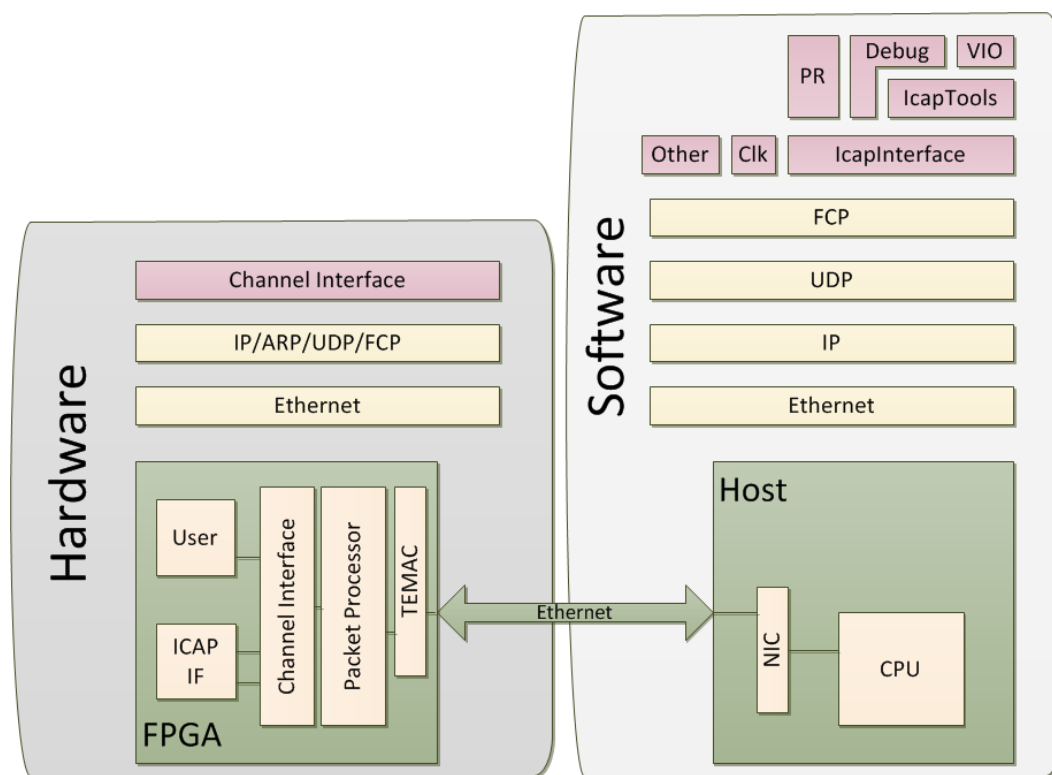 Hardware
Channel Interface
IP/ARP/UDP/FCP
Ethernet
User
ICAP
IF
Channel Interface
Packet Processor
TEMAC
FPGA
Ethernet
Software
PR
Debug
VIO
IcapTools
Other
Clk
IcapInterface
FCP
UDP
IP
Ethernet
Host
NIC
CPU